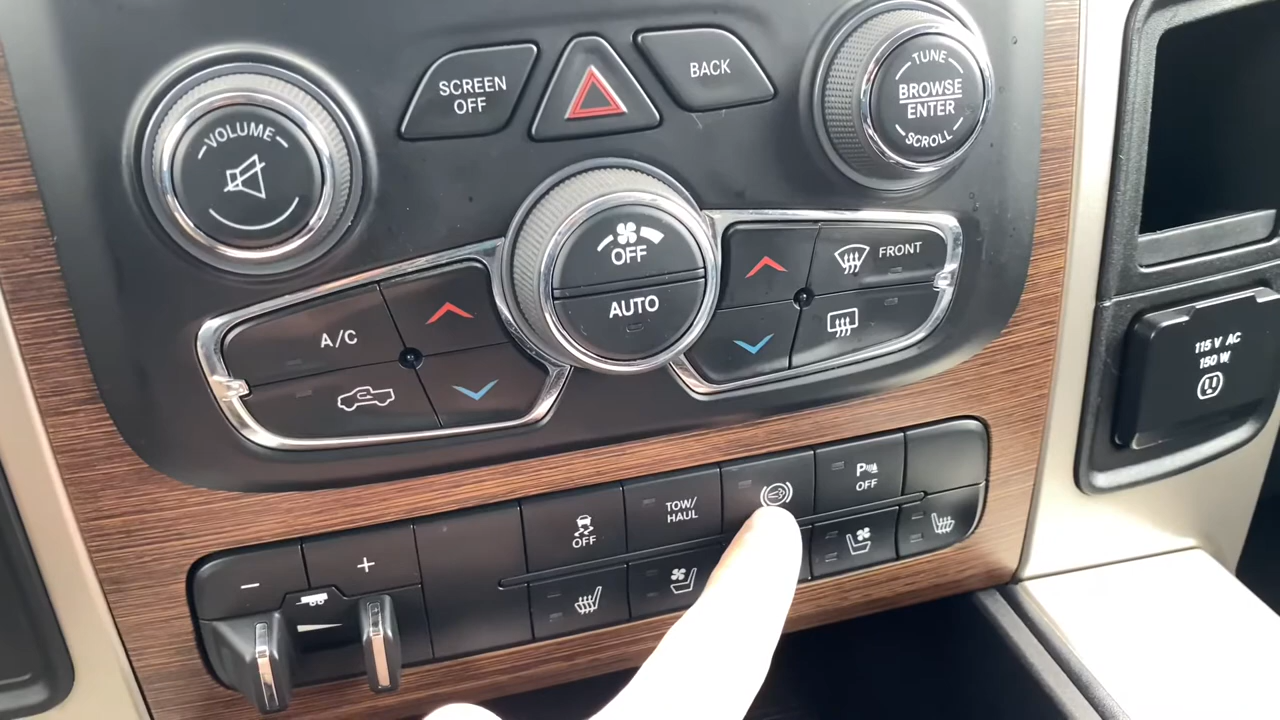 SCREEN
OFF
BACK
TUNE
BROWSE
ENTER
SCROLL
VOLUME
OFF
AUTO
A/C
FRONT
115 V AC
150 W
P
OFF
TOW/
HAUL
OFF
−
+